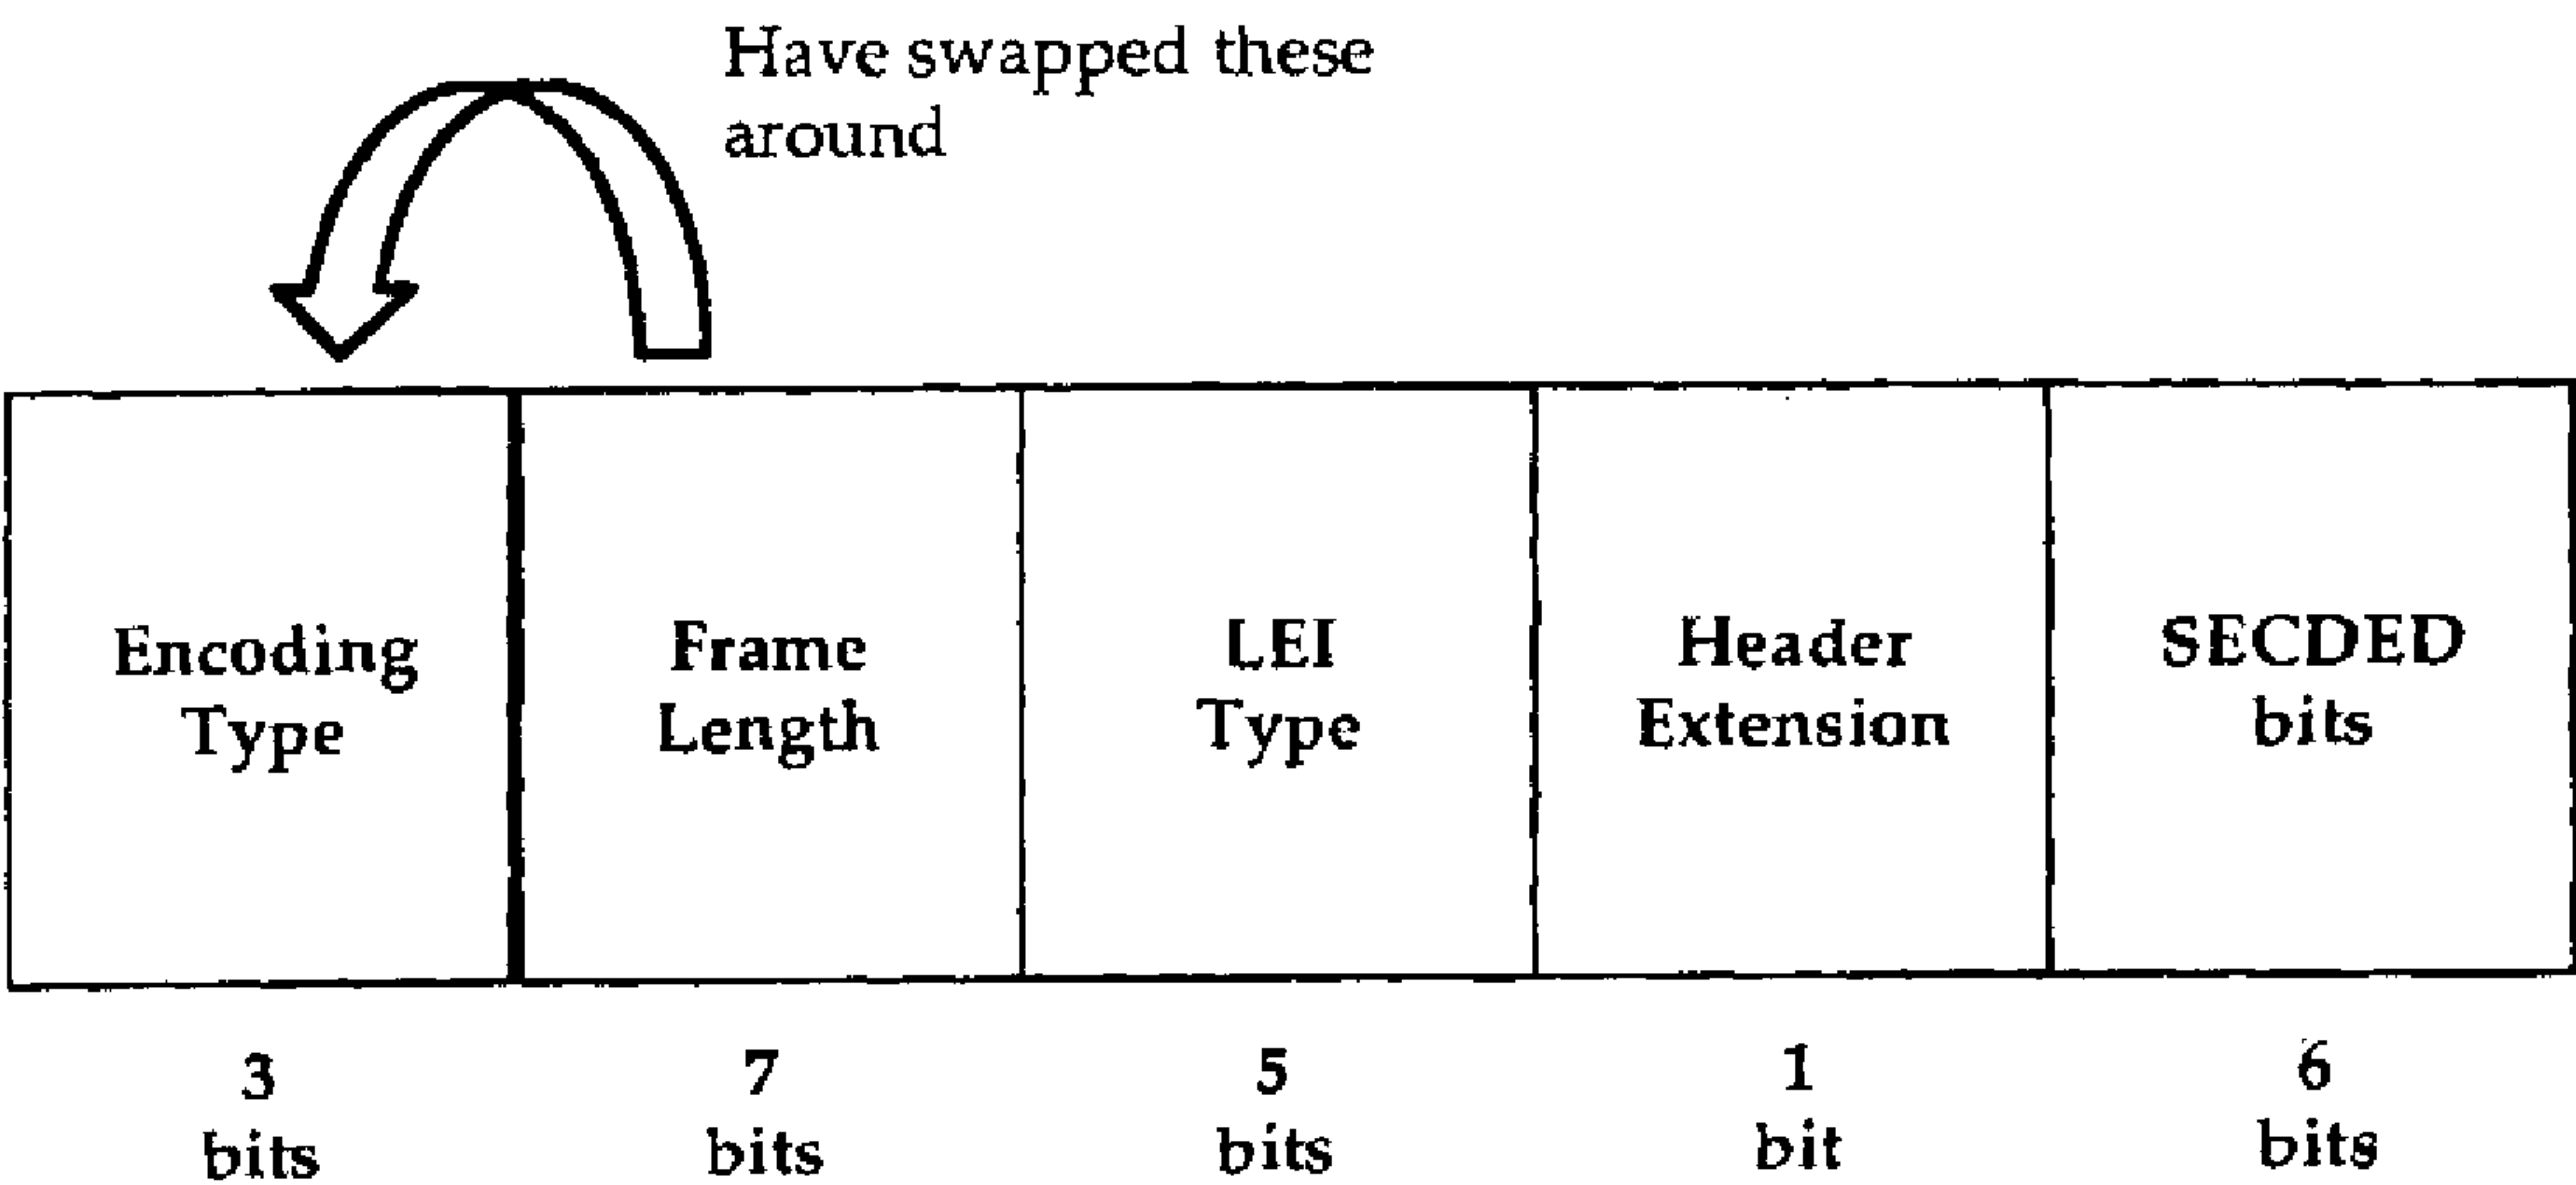 Have swapped these
around
Encoding
Type
Frame
Length
LEI
Type
Header
Extension
SECDED
bits
3
bits
7
bits
5
bits
1
bit
6
bits